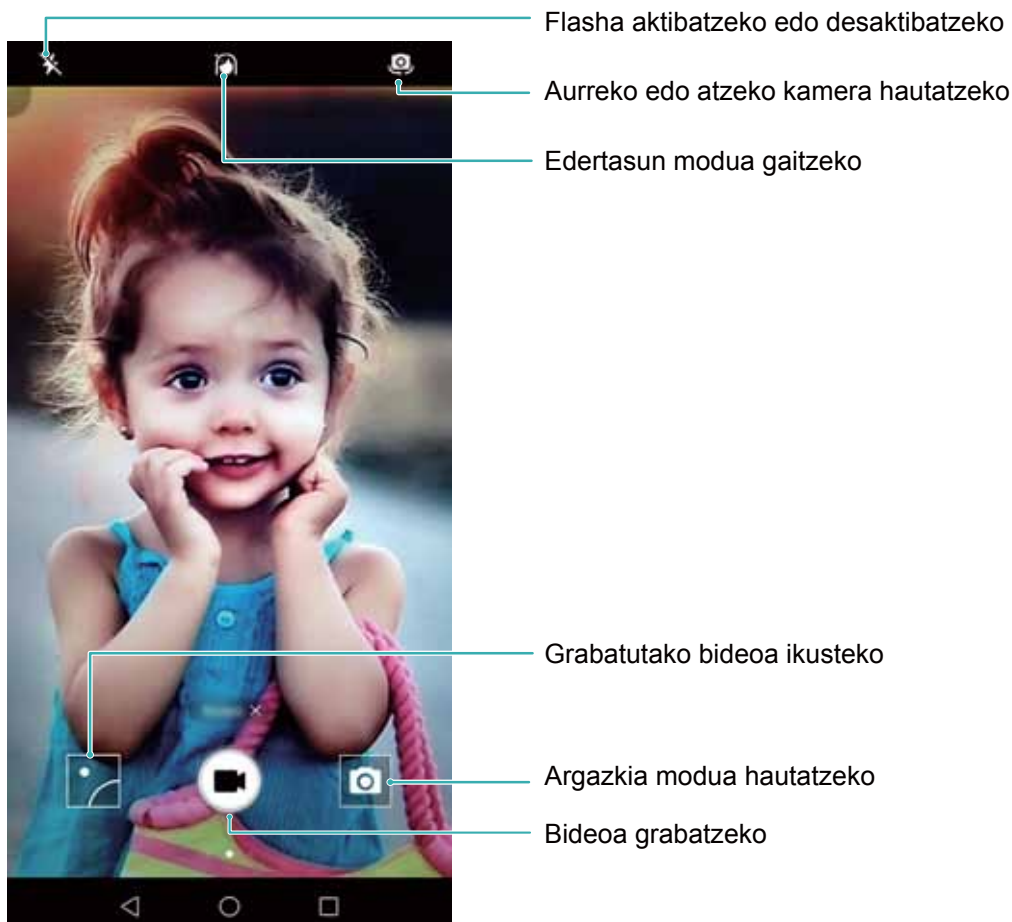 Flasha aktibatzeko edo desaktibatzeko
Aurreko edo atzeko kamera hautatzeko
Edertasun modua gaitzeko
Grabatutako bideoa ikusteko
Argazkia modua hautatzeko
Bideoa grabatzeko